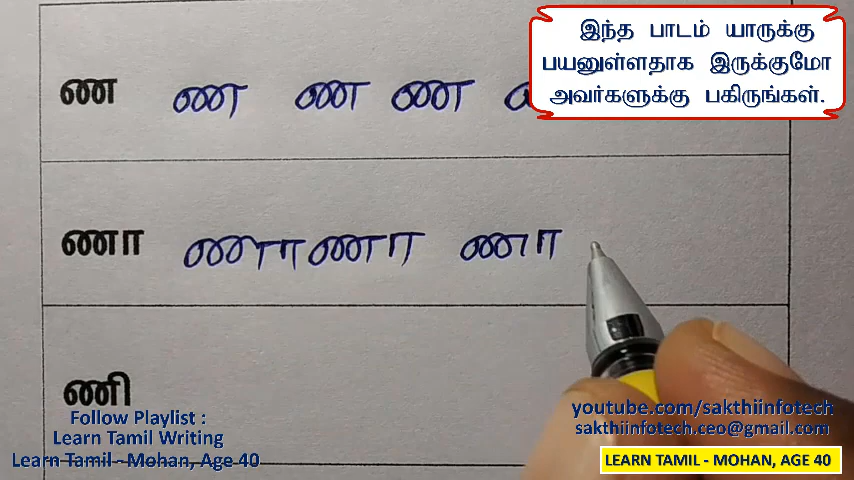 இந்த பாடம் யாருக்கு
பயனுள்ளதாக இருக்குமோ
அவர்களுக்கு பகிருங்கள்.
ண ண ண ண
ணா ணா ணா ணா
ணி
Follow Playlist :
Learn Tamil Writing
Learn Tamil - Mohan, Age 40
youtube.com/sakthiinfotech
sakthiinfotech.ceo@gmail.com
LEARN TAMIL - MOHAN, AGE 40